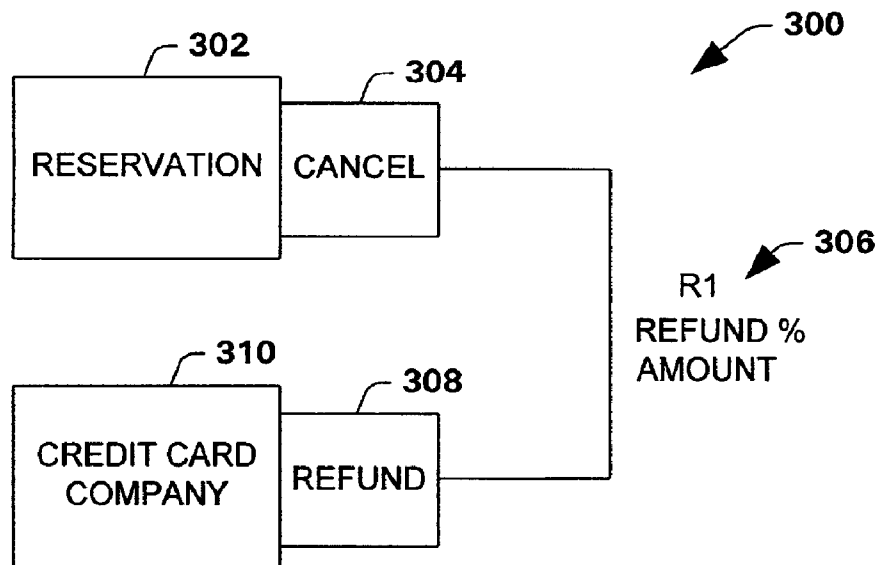 302
300
304
RESERVATION
CANCEL
306
R1
REFUND %
AMOUNT
310
308
CREDIT CARD
COMPANY
REFUND